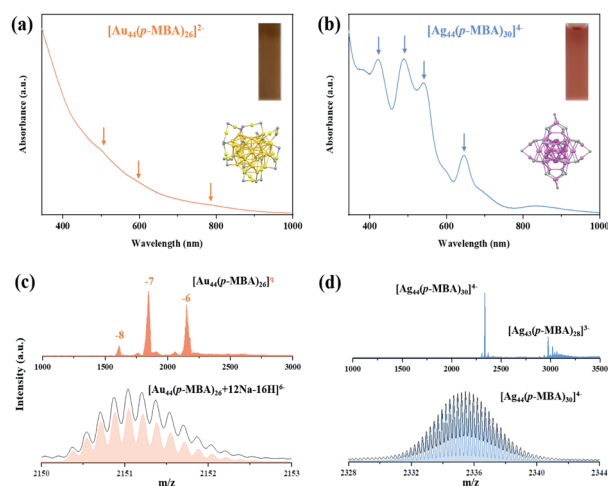 (a)
[Au44(p-MBA)26]2-
Absorbance (a.u.)
400 600 800 1000
Wavelength (nm)
(b)
[Ag44(p-MBA)30]4-
Absorbance (a.u.)
400 600 800 1000
Wavelength (nm)
(c)
[Au44(p-MBA)26]q
-8
-7
-6
1000 1500 2000 2500 3000
Intensity (a.u.)
[Au44(p-MBA)26+12Na-16H]6-
2150 2151 2152 2153
m/z
(d)
[Ag44(p-MBA)30]4-
[Ag43(p-MBA)28]3-
1000 1500 2000 2500 3000 3500
[Ag44(p-MBA)30]4-
2328 2332 2336 2340 2344
m/z